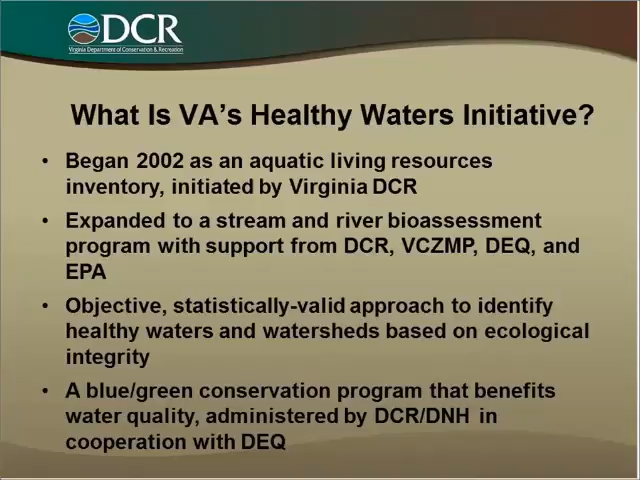 DCR
Virginia Department of Conservation & Recreation
What Is VA's Healthy Waters Initiative?
• Began 2002 as an aquatic living resources
inventory, initiated by Virginia DCR
• Expanded to a stream and river bioassessment
program with support from DCR, VCZMP, DEQ, and
EPA
• Objective, statistically-valid approach to identify
healthy waters and watersheds based on ecological
integrity
• A blue/green conservation program that benefits
water quality, administered by DCR/DNH in
cooperation with DEQ